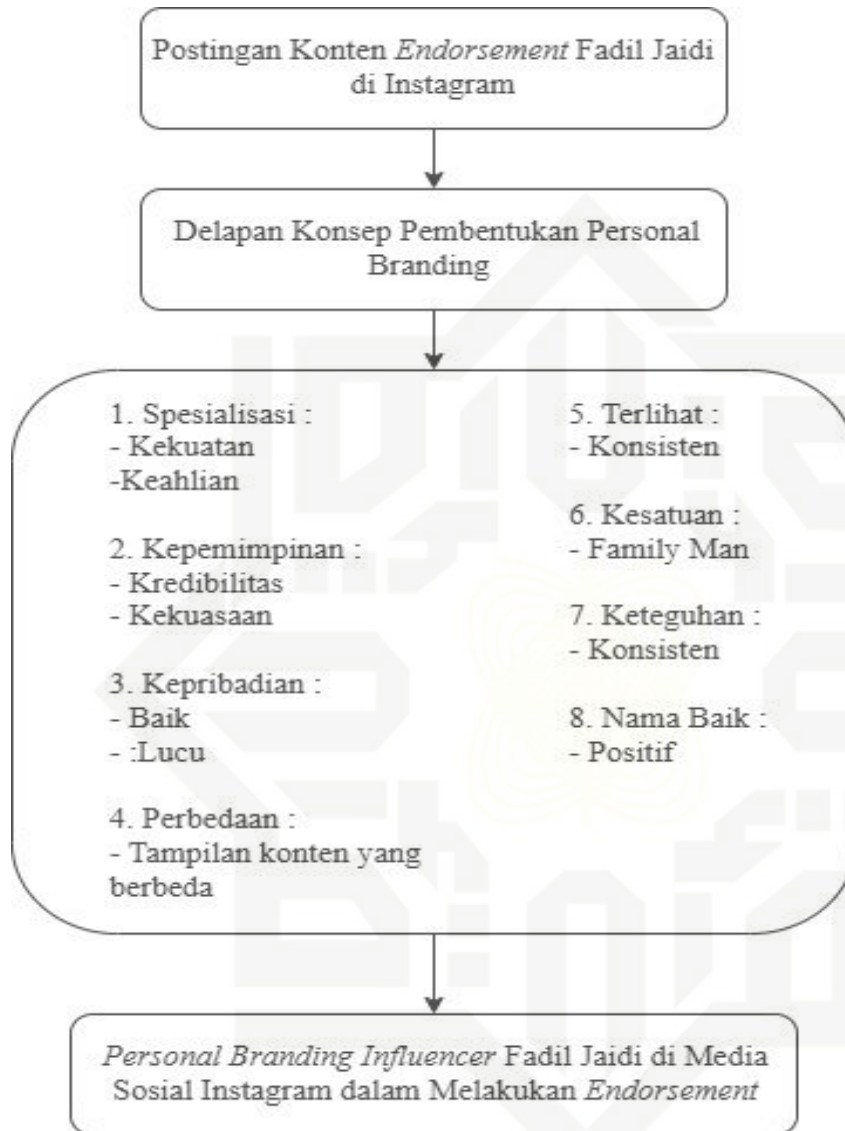 Postingan Konten Endorsement Fadil Jaidi
di Instagram
Delapan Konsep Pembentukan Personal
Branding
1. Spesialisasi :
- Kekuatan
-Keahlian
2. Kepemimpinan :
- Kredibilitas
- Kekuasaan
3. Kepribadian :
- Baik
- :Lucu
4. Perbedaan :
- Tampilan konten yang
berbeda
5. Terlihat :
- Konsisten
6. Kesatuan :
- Family Man
7. Keteguhan :
- Konsisten
8. Nama Baik :
- Positif
Personal Branding Influencer Fadil Jaidi di Media
Sosial Instagram dalam Melakukan Endorsement